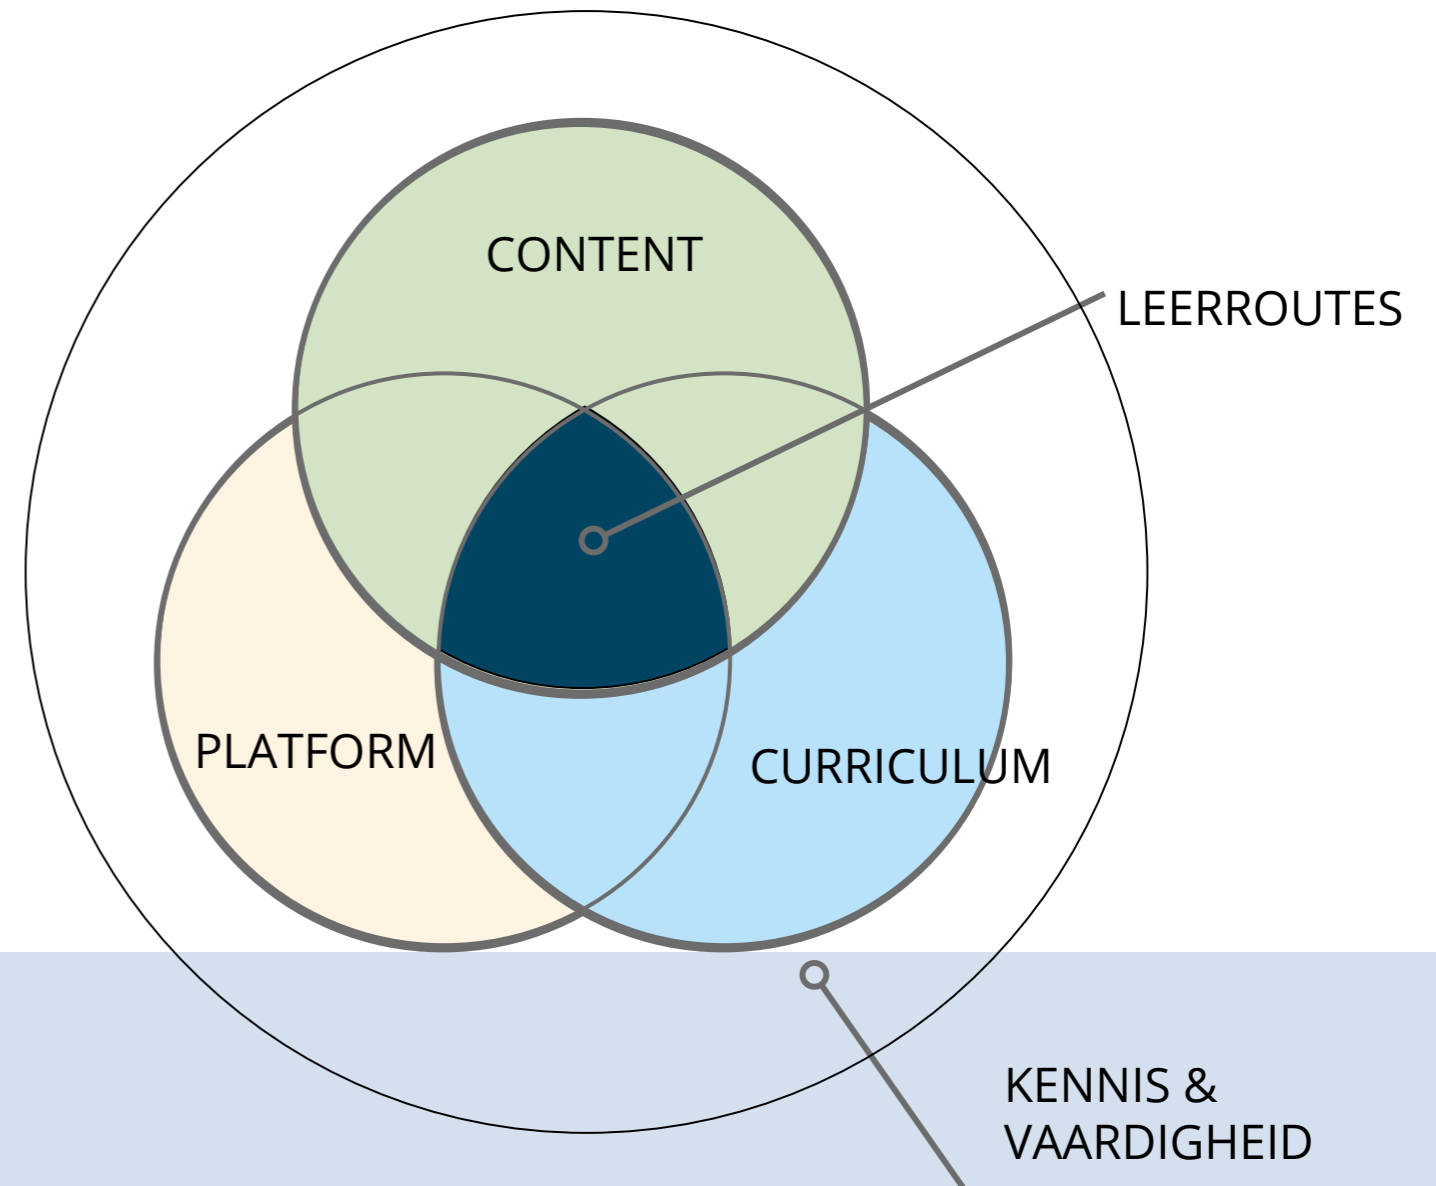 CONTENT
LEERROUTES
PLATFORM
CURRICULUM
KENNIS &
VAARDIGHEID